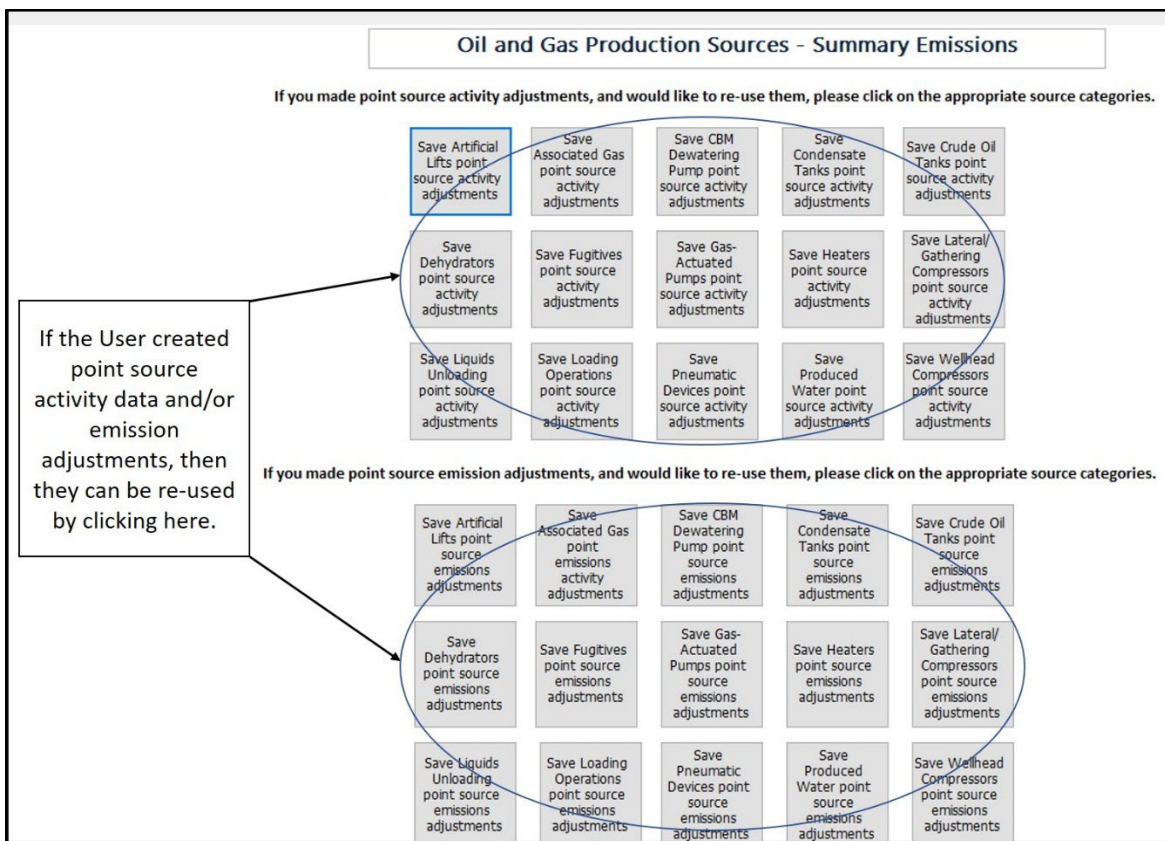 Oil and Gas Production Sources - Summary Emissions
If you made point source activity adjustments, and would like to re-use them, please click on the appropriate source categories.
Save Artificial
Lifts point
source activity
adjustments
Save
Associated Gas
point source
activity
adjustments
Save CBM
Dewatering
Pump point
source activity
adjustments
Save
Condensate
Tanks point
source activity
adjustments
Save Crude Oil
Tanks point
source activity
adjustments
Save
Dehydrators
point source
activity
adjustments
Save Fugitives
point source
activity
adjustments
Save Gas-
Actuated
Pumps point
source activity
adjustments
Save Heaters
point source
activity
adjustments
Save Lateral/
Gathering
Compressors
point source
activity
adjustments
If the User created
point source
activity data and/or
emission
adjustments, then
they can be re-used
by clicking here.
Save Liquids
Unloading
point source
activity
adjustments
Save Loading
Operations
point source
activity
adjustments
Save
Pneumatic
Devices point
source activity
adjustments
Save
Produced
Water point
source activity
adjustments
Save Wellhead
Compressors
point source
activity
adjustments
If you made point source emission adjustments, and would like to re-use them, please click on the appropriate source categories.
Save Artificial
Lifts point
source
emissions
adjustments
Save
Associated Gas
point
emissions
activity
adjustments
Save CBM
Dewatering
Pump point
source
emissions
adjustments
Save
Condensate
Tanks point
source
emissions
adjustments
Save Crude Oil
Tanks point
source
emissions
adjustments
Save
Dehydrators
point source
emissions
adjustments
Save Fugitives
point source
emissions
adjustments
Save Gas-
Actuated
Pumps point
source
emissions
adjustments
Save Heaters
point source
emissions
adjustments
Save Lateral/
Gathering
Compressors
point source
emissions
adjustments
Save Liquids
Unloading
point source
emissions
adjustments
Save Loading
Operations
point source
emissions
adjustments
Save
Pneumatic
Devices point
source
emissions
adjustments
Save
Produced
Water point
source
emissions
adjustments
Save Wellhead
Compressors
point source
emissions
adjustments